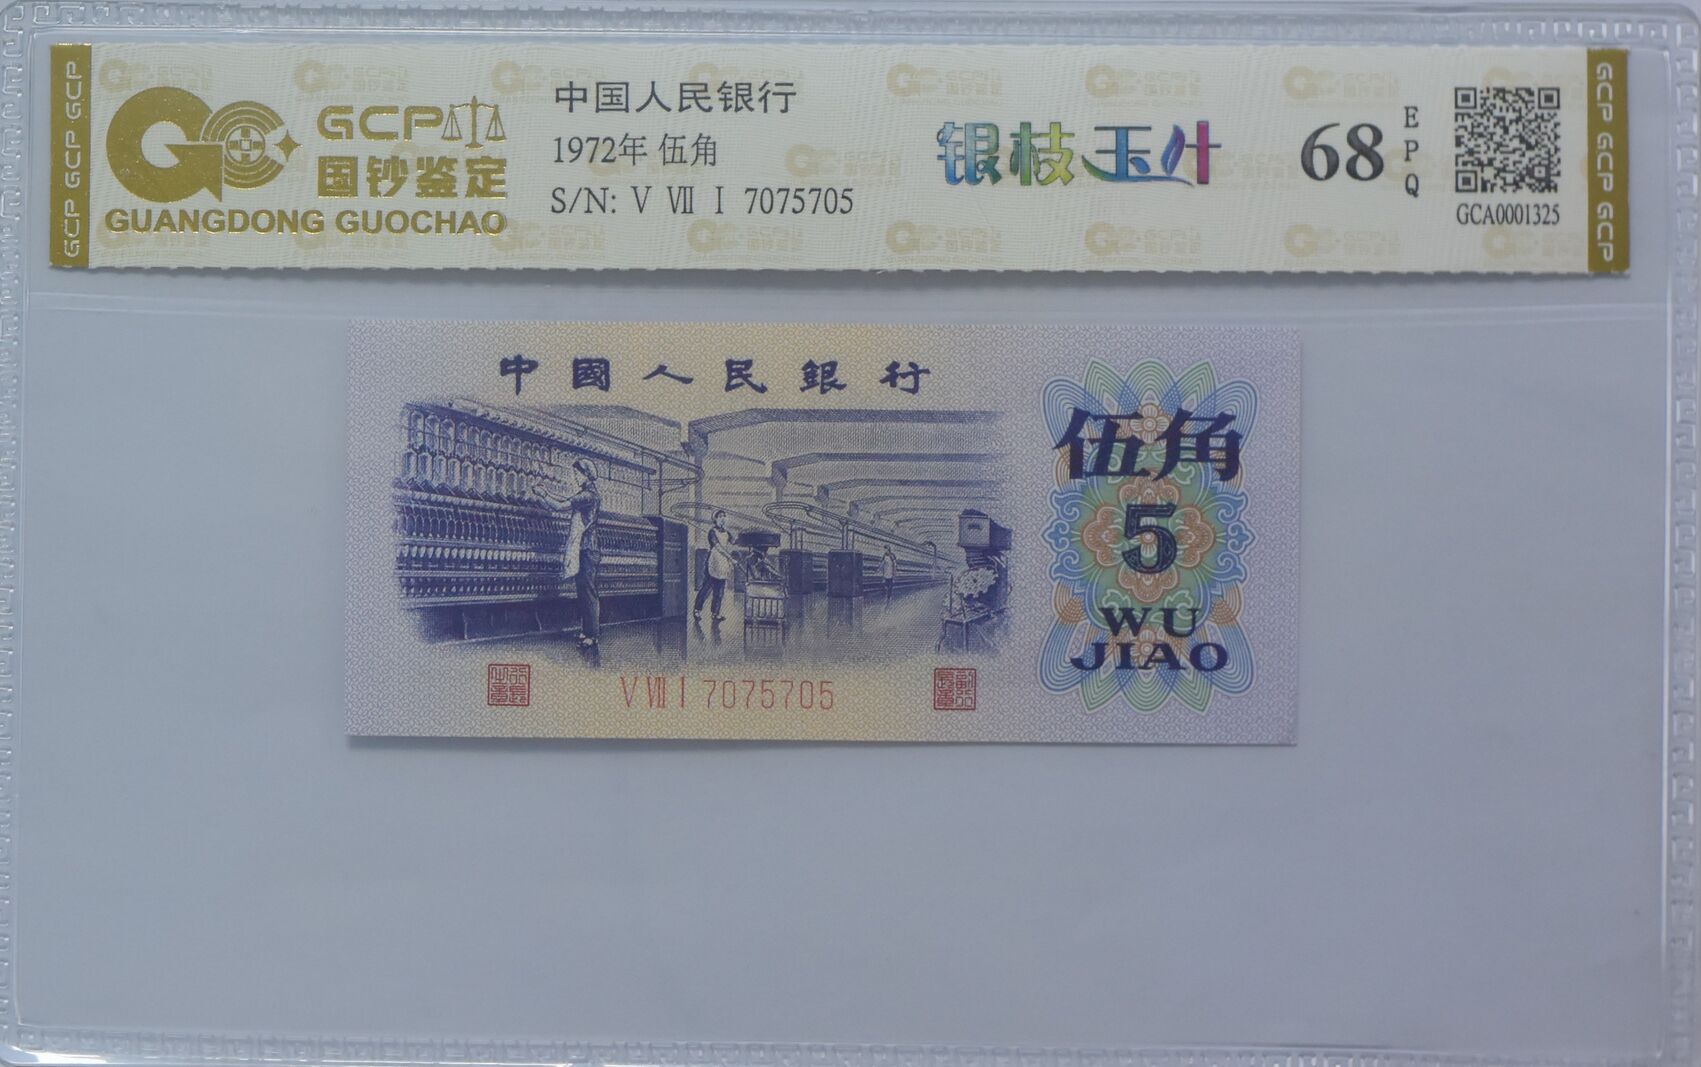 GCP GCP GCP
GCP
国钞鉴定
GUANGDONG GUOCHAO
中国人民银行
1972年 伍角
S/N: V Ⅶ I 7075705
银枝玉叶
68
EPQ
GCA0001325
GCP GCP GCP
中國人民銀行
伍角
5
WU
JIAO
V Ⅶ I 7075705